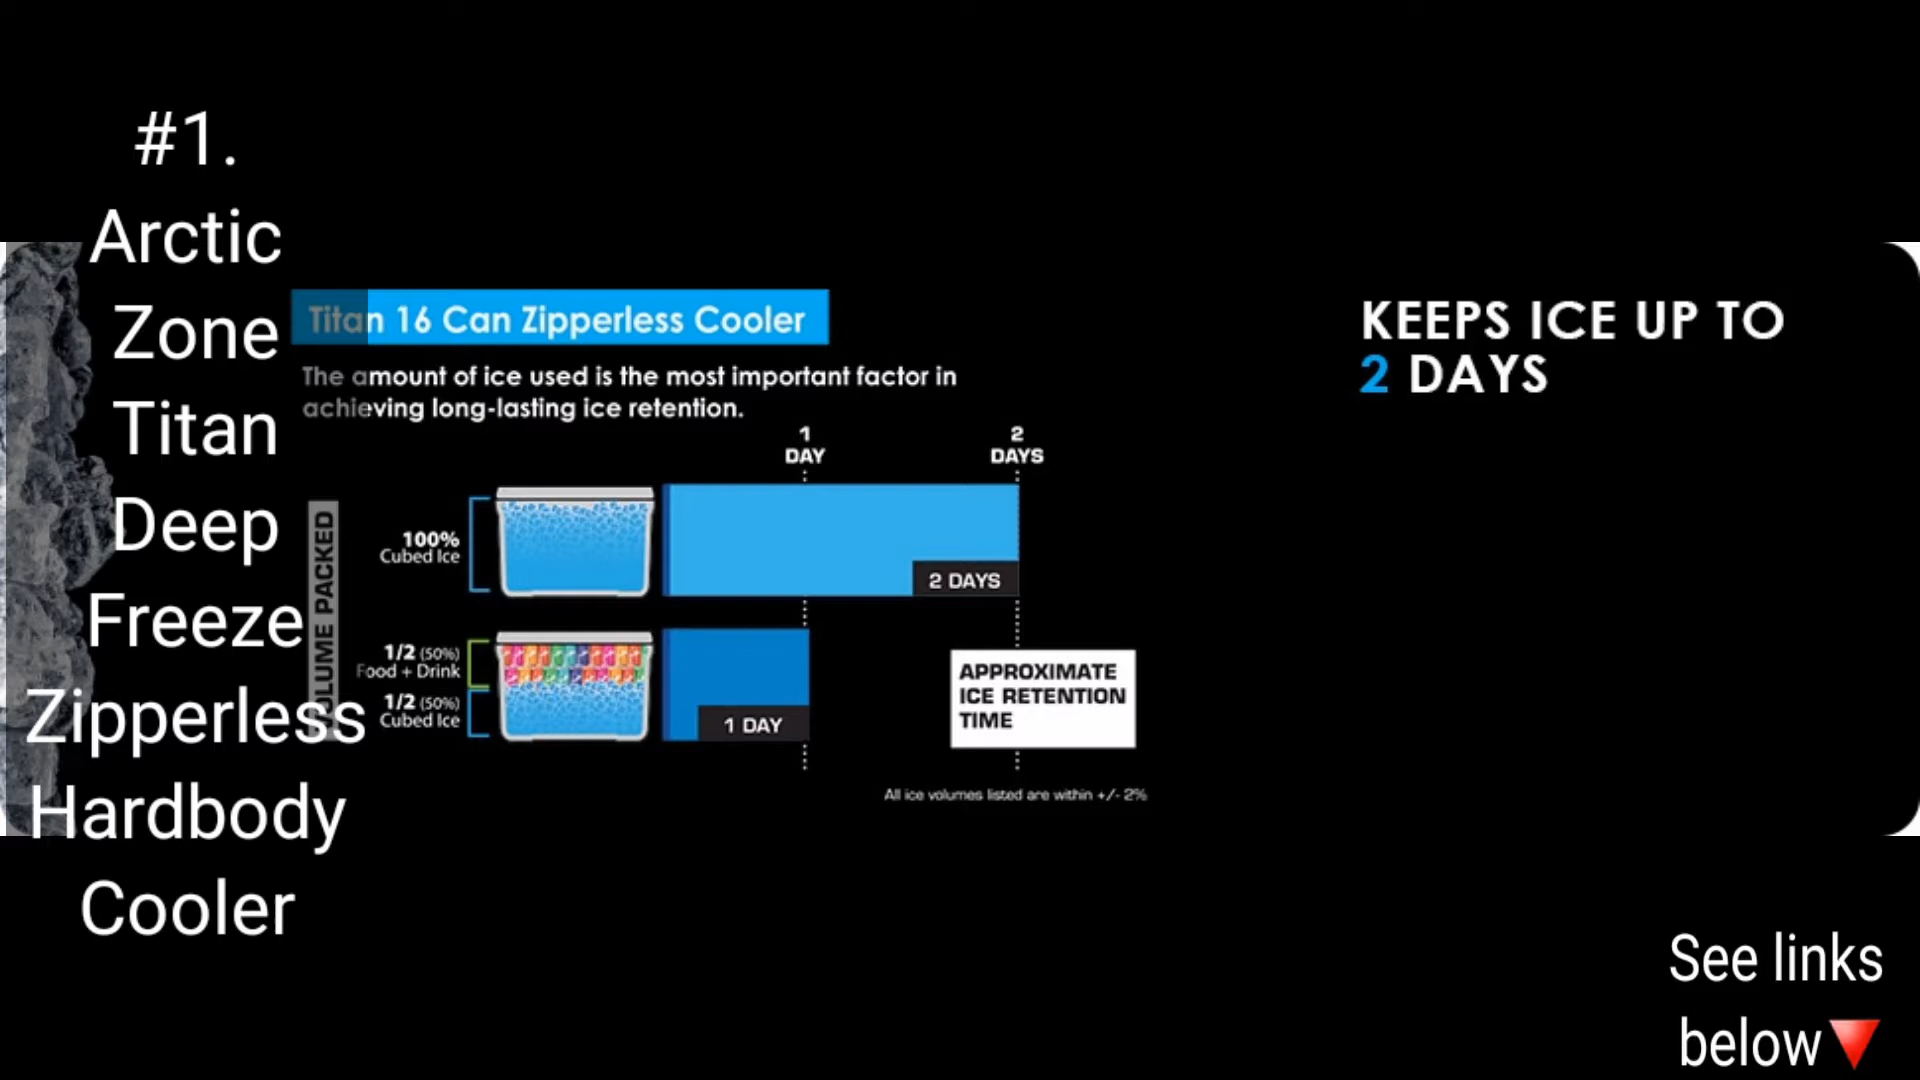 #1.
Arctic
Zone
Titan
Deep
Freeze
Zipperless
Hardbody
Cooler
Titan 16 Can Zipperless Cooler
The amount of ice used is the most important factor in
achieving long-lasting ice retention.
1
DAY
2
DAYS
VOLUME PACKED
100%
Cubed Ice
2 DAYS
1/2 (50%)
Food + Drink
1/2 (50%)
Cubed Ice
1 DAY
APPROXIMATE
ICE RETENTION
TIME
All ice volumes listed are within +/- 2%
KEEPS ICE UP TO
2 DAYS
See links
below